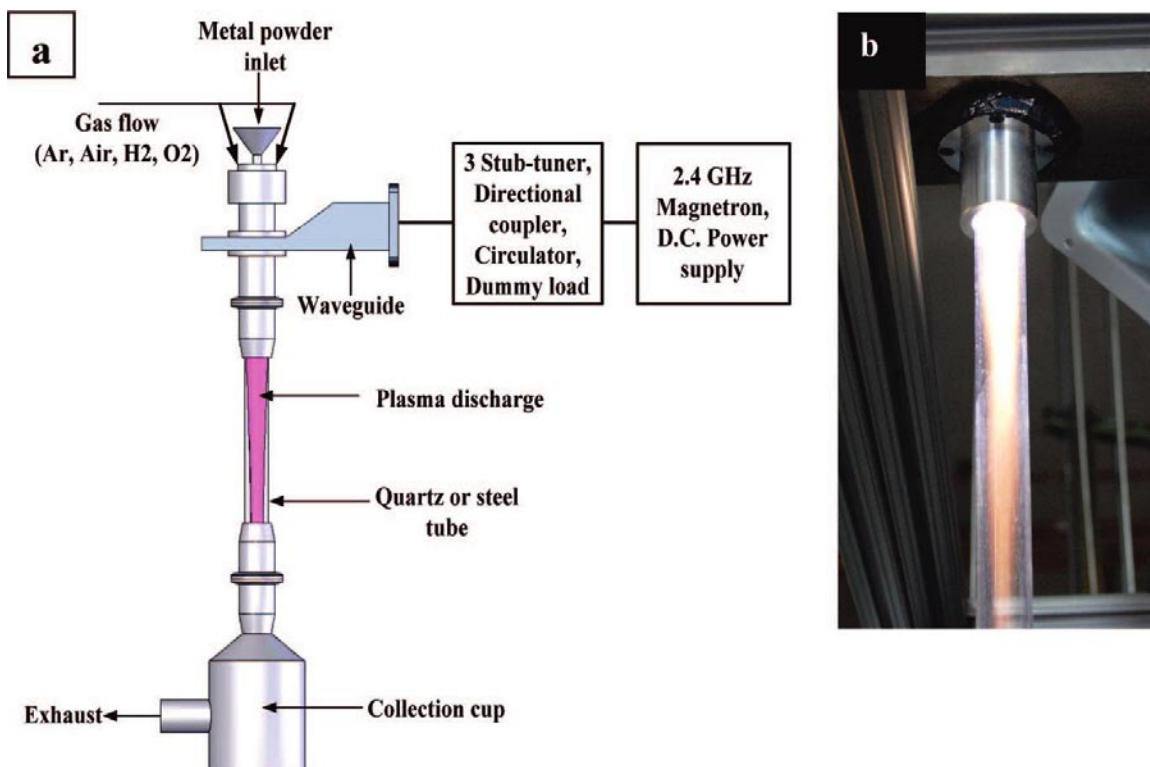 a
Metal powder
inlet
Gas flow
(Ar, Air, H2, O2)
3 Stub-tuner,
Directional
coupler,
Circulator,
Dummy load
2.4 GHz
Magnetron,
D.C. Power
supply
Waveguide
Plasma discharge
Quartz or steel
tube
Exhaust
Collection cup
b